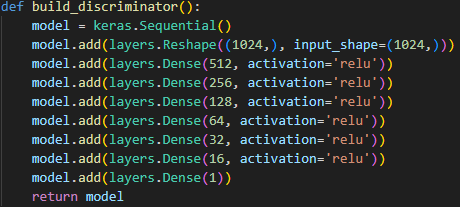 def build_discriminator():
    model = keras.Sequential()
    model.add(layers.Reshape((1024,), input_shape=(1024,)))
    model.add(layers.Dense(512, activation='relu'))
    model.add(layers.Dense(256, activation='relu'))
    model.add(layers.Dense(128, activation='relu'))
    model.add(layers.Dense(64, activation='relu'))
    model.add(layers.Dense(32, activation='relu'))
    model.add(layers.Dense(16, activation='relu'))
    model.add(layers.Dense(1))
    return model